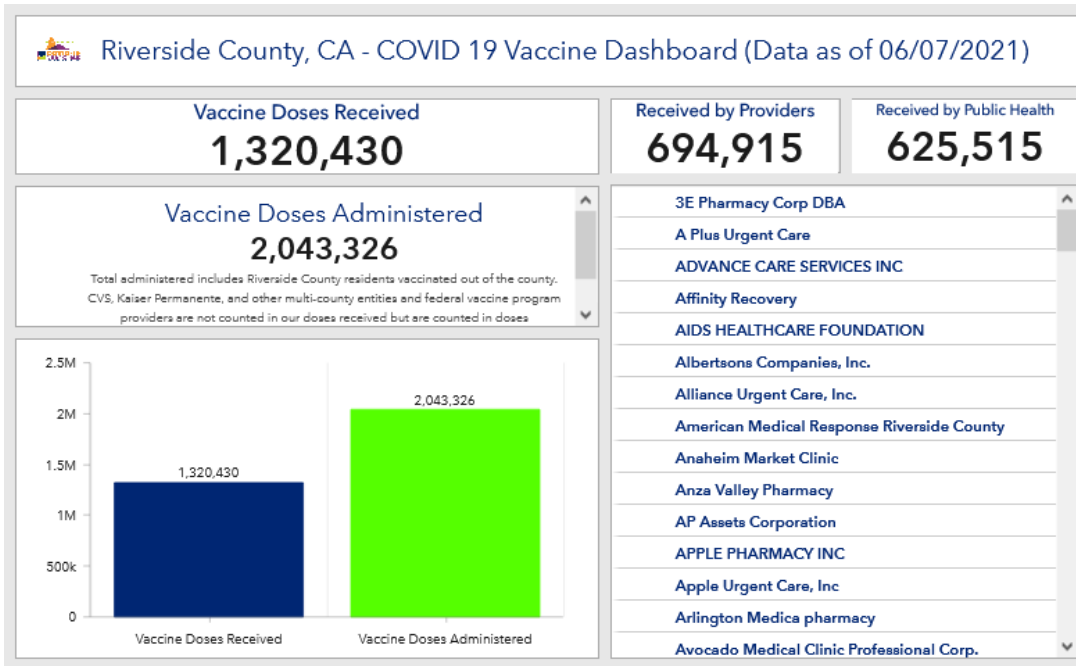 Riverside County, CA - COVID 19 Vaccine Dashboard (Data as of 06/07/2021)
Vaccine Doses Received
1,320,430
Received by Providers
694,915
Received by Public Health
625,515
Vaccine Doses Administered
2,043,326
Total administered includes Riverside County residents vaccinated out of the county.
CVS, Kaiser Permanente, and other multi-county entities and federal vaccine program
providers are not counted in our doses received but are counted in doses
2.5M
2M
1.5M
1M
500k
0
1,320,430
2,043,326
Vaccine Doses Received
Vaccine Doses Administered
3E Pharmacy Corp DBA
A Plus Urgent Care
ADVANCE CARE SERVICES INC
Affinity Recovery
AIDS HEALTHCARE FOUNDATION
Albertsons Companies, Inc.
Alliance Urgent Care, Inc.
American Medical Response Riverside County
Anaheim Market Clinic
Anza Valley Pharmacy
AP Assets Corporation
APPLE PHARMACY INC
Apple Urgent Care, Inc
Arlington Medica pharmacy
Avocado Medical Clinic Professional Corp.